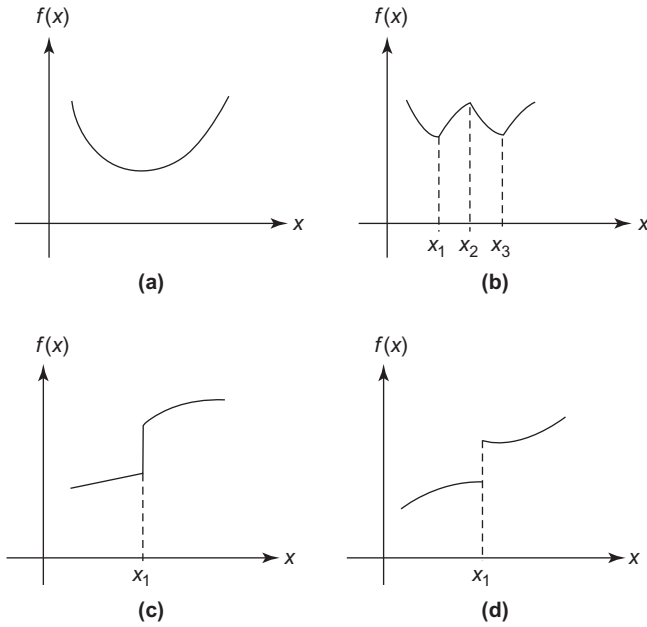 f(x) f(x)
x x
x1 x2 x3
(a) (b)
f(x) f(x)
x x
x1 x1
(c) (d)